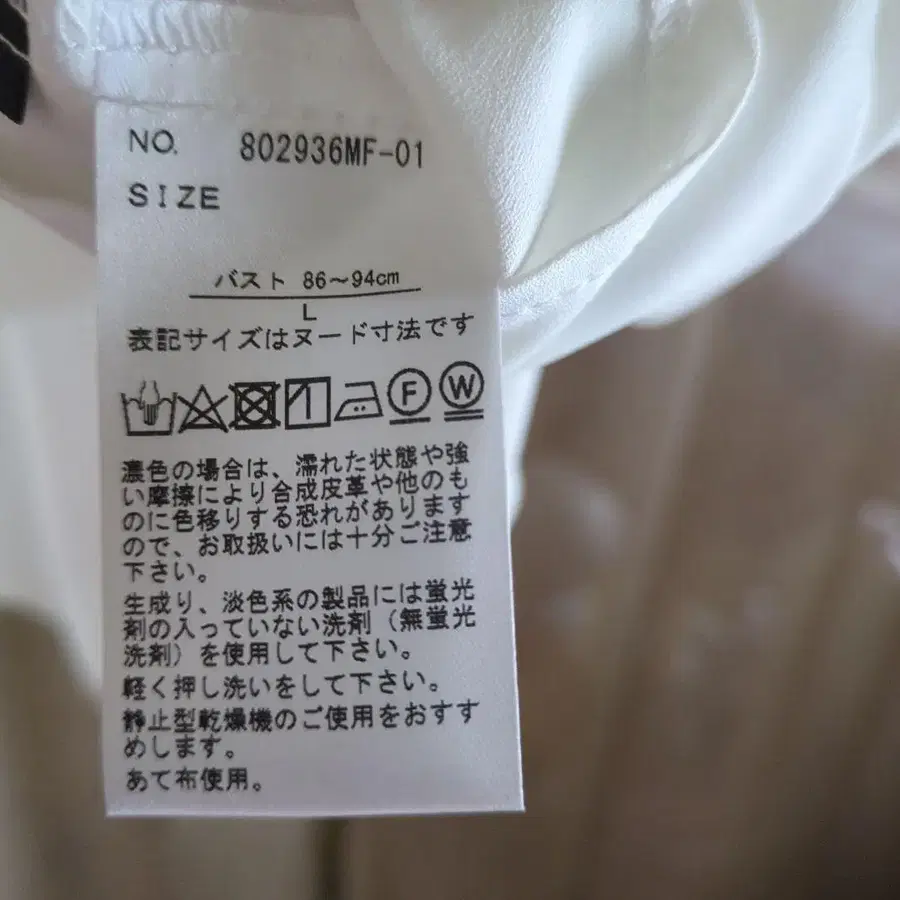 NO. 802936MF-01
SIZE
バスト 86～94cm
L
表記サイズはヌード寸法です
F W
濃色の場合は、濡れた状態や強
い摩擦により合成皮革や他のも
のに色移りする恐れがあります
ので、お取扱いには十分ご注意
下さい。
生成り、淡色系の製品には蛍光
剤の入っていない洗剤（無蛍光
洗剤）を使用して下さい。
軽く押し洗いをして下さい。
静止型乾燥機のご使用をおすす
めします。
あて布使用。